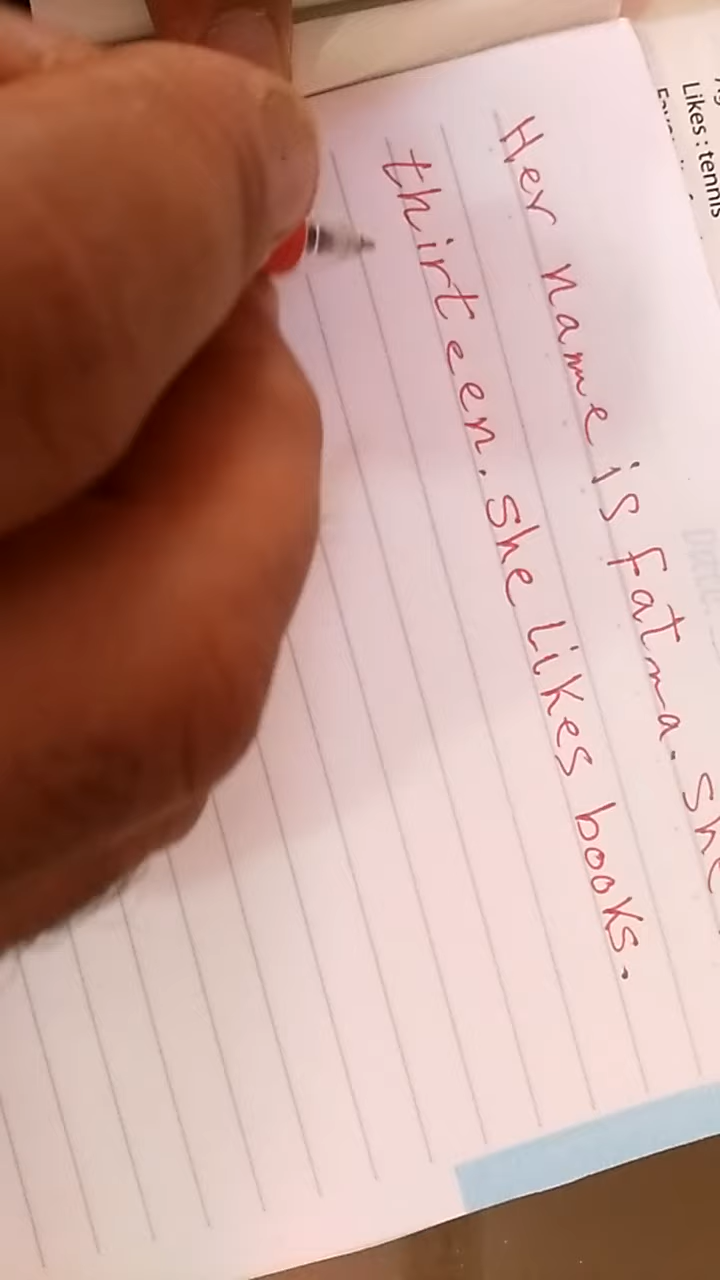 Likes : tennis
Her name is fatma. She
thirteen. She likes books.